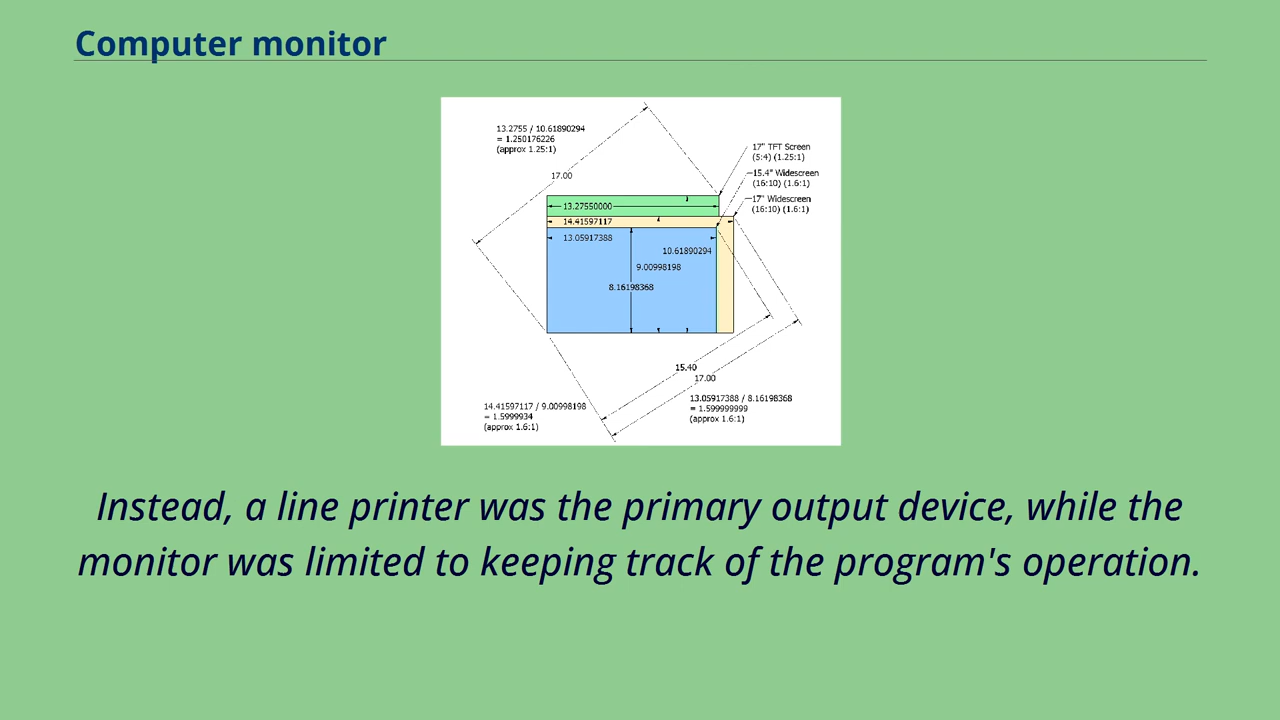 Computer monitor
13.2755 / 10.61890294
= 1.250176226
(approx 1.25:1)
17.00
17" TFT Screen
(5:4) (1.25:1)
15.4" Widescreen
(16:10) (1.6:1)
17" Widescreen
(16:10) (1.6:1)
13.27550000
14.41597117
13.05917388
10.61890294
9.00998198
8.16198368
15.40
17.00
14.41597117 / 9.00998198
= 1.5999934
(approx 1.6:1)
13.05917388 / 8.16198368
= 1.599999999
(approx 1.6:1)
Instead, a line printer was the primary output device, while the
monitor was limited to keeping track of the program's operation.